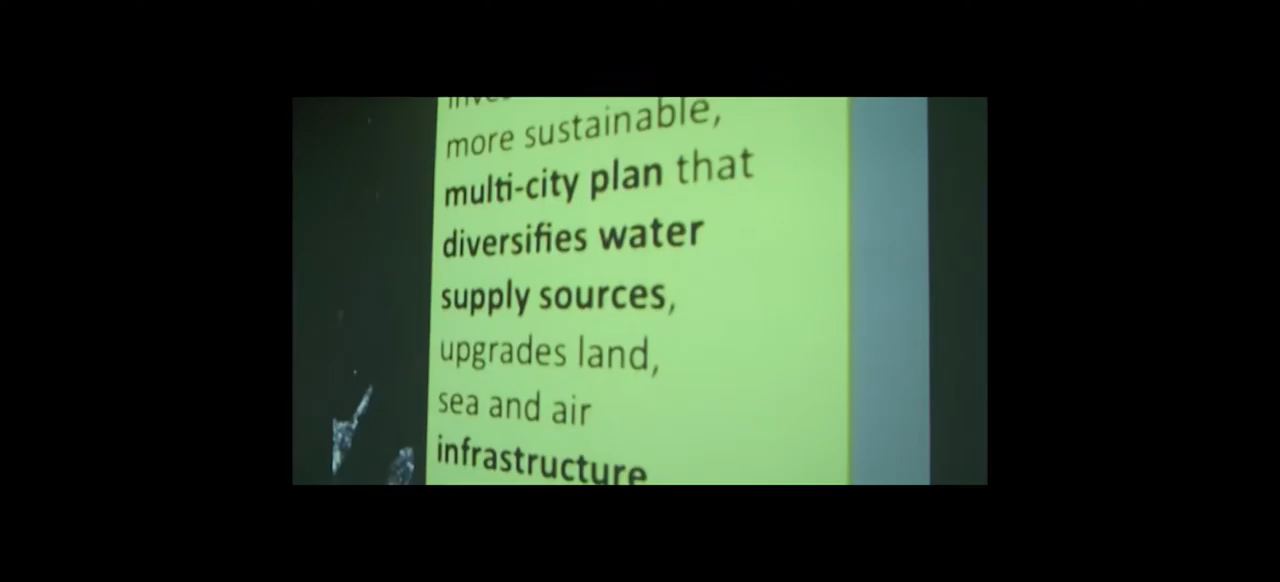 more sustainable,
multi-city plan that
diversifies water
supply sources,
upgrades land,
sea and air
infrastructure